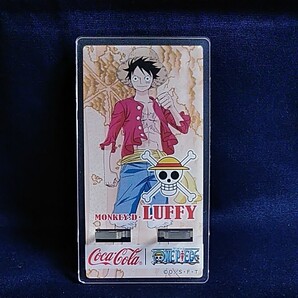 MONKEY·D·LUFFY
Coca-Cola ONE PIECE
©O/S･F･T